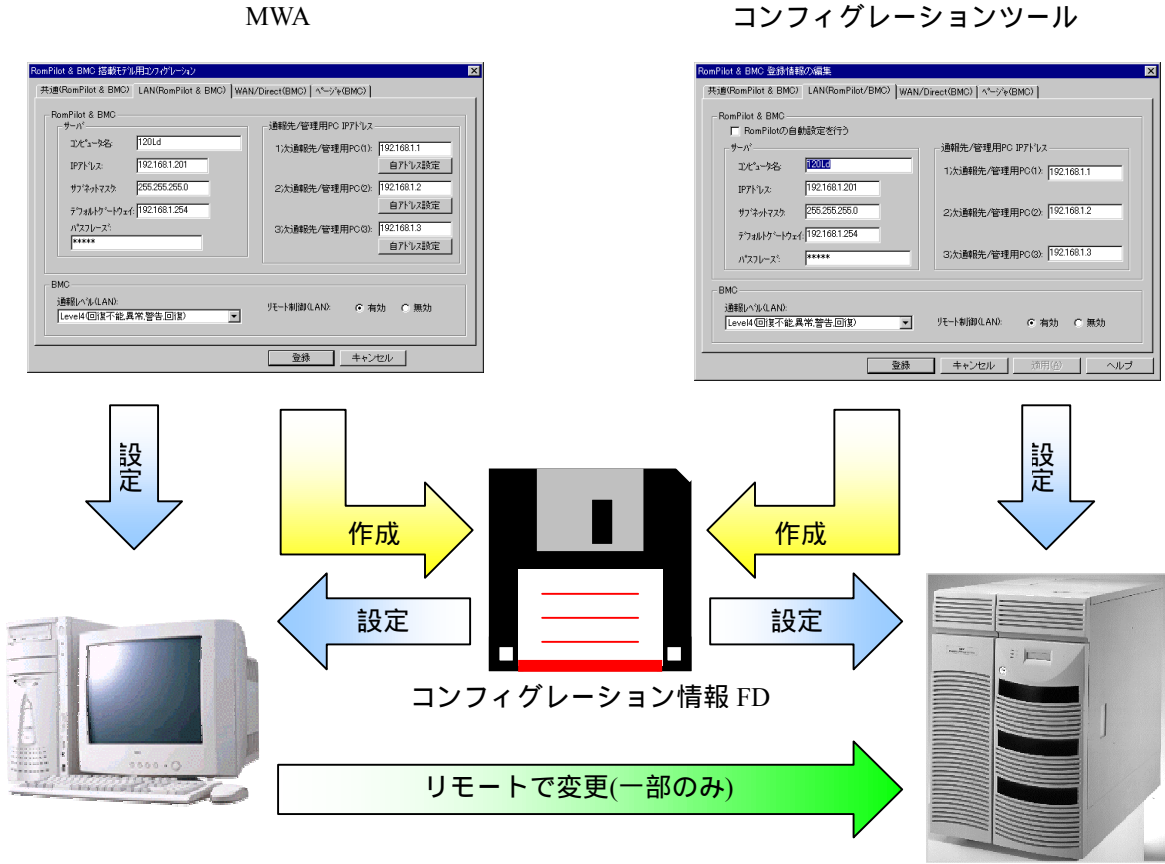 MWA
コンフィグレーションツール
RomPilot & BMC 搭載モデル用コンフィグレーション
共通(RomPilot & BMC)
LAN(RomPilot & BMC)
WAN/Direct(BMC)
ページャ(BMC)
RomPilot & BMC
サーバ
コンピュータ名:
120Ld
IPアドレス:
192.168.1.201
サブネットマスク:
255.255.255.0
デフォルトゲートウェイ:
192.168.1.254
パスフレーズ:
*****
通報先/管理用PC IPアドレス
1次通報先/管理用PC(1):
192.168.1.1
自アドレス設定
2次通報先/管理用PC(2):
192.168.1.2
自アドレス設定
3次通報先/管理用PC(3):
192.168.1.3
自アドレス設定
BMC
通報レベル(LAN):
Level4(回復不能,異常,警告,回復)
リモート制御(LAN):
有効
無効
登録
キャンセル
RomPilot & BMC 登録情報の編集
共通(RomPilot & BMC)
LAN(RomPilot/BMC)
WAN/Direct(BMC)
ページャ(BMC)
RomPilot & BMC
RomPilotの自動設定を行う
サーバ
コンピュータ名:
120Ld
IPアドレス:
192.168.1.201
サブネットマスク:
255.255.255.0
デフォルトゲートウェイ:
192.168.1.254
パスフレーズ:
*****
通報先/管理用PC IPアドレス
1次通報先/管理用PC(1):
192.168.1.1
2次通報先/管理用PC(2):
192.168.1.2
3次通報先/管理用PC(3):
192.168.1.3
BMC
通報レベル(LAN):
Level4(回復不能,異常,警告,回復)
リモート制御(LAN):
有効
無効
登録
キャンセル
適用(A)
ヘルプ
設定
作成
作成
設定
設定
設定
コンフィグレーション情報 FD
リモートで変更(一部のみ)